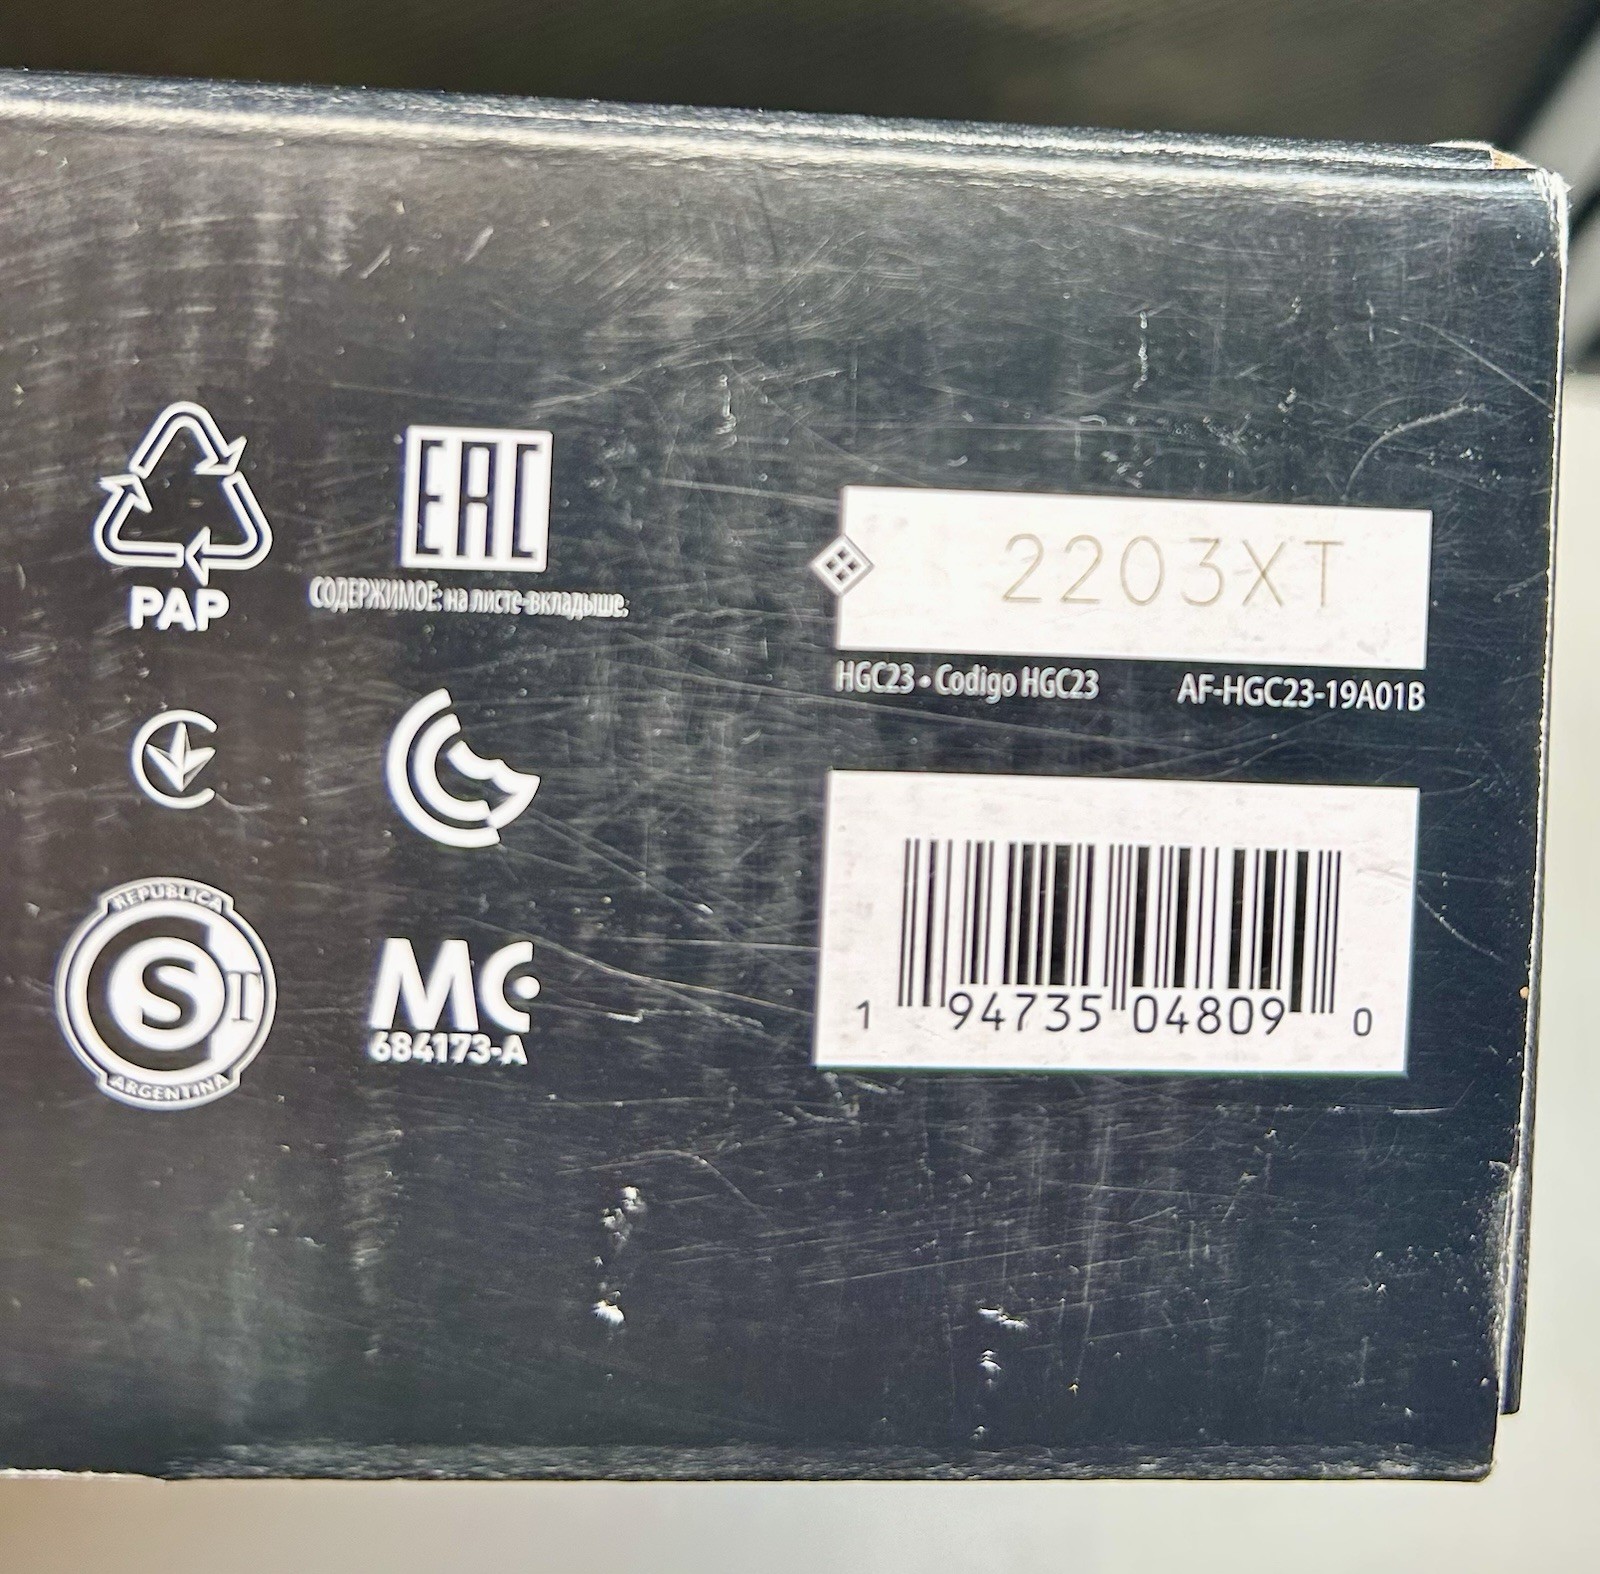 PAP
EAC
СОДЕРЖИМОЕ: на листе-вкладыше.
2203XT
HGC23 • Codigo HGC23
AF-HGC23-19A01B
REPUBLICA
S
ARGENTINA
MC
684173-A
1 94735 04809 0